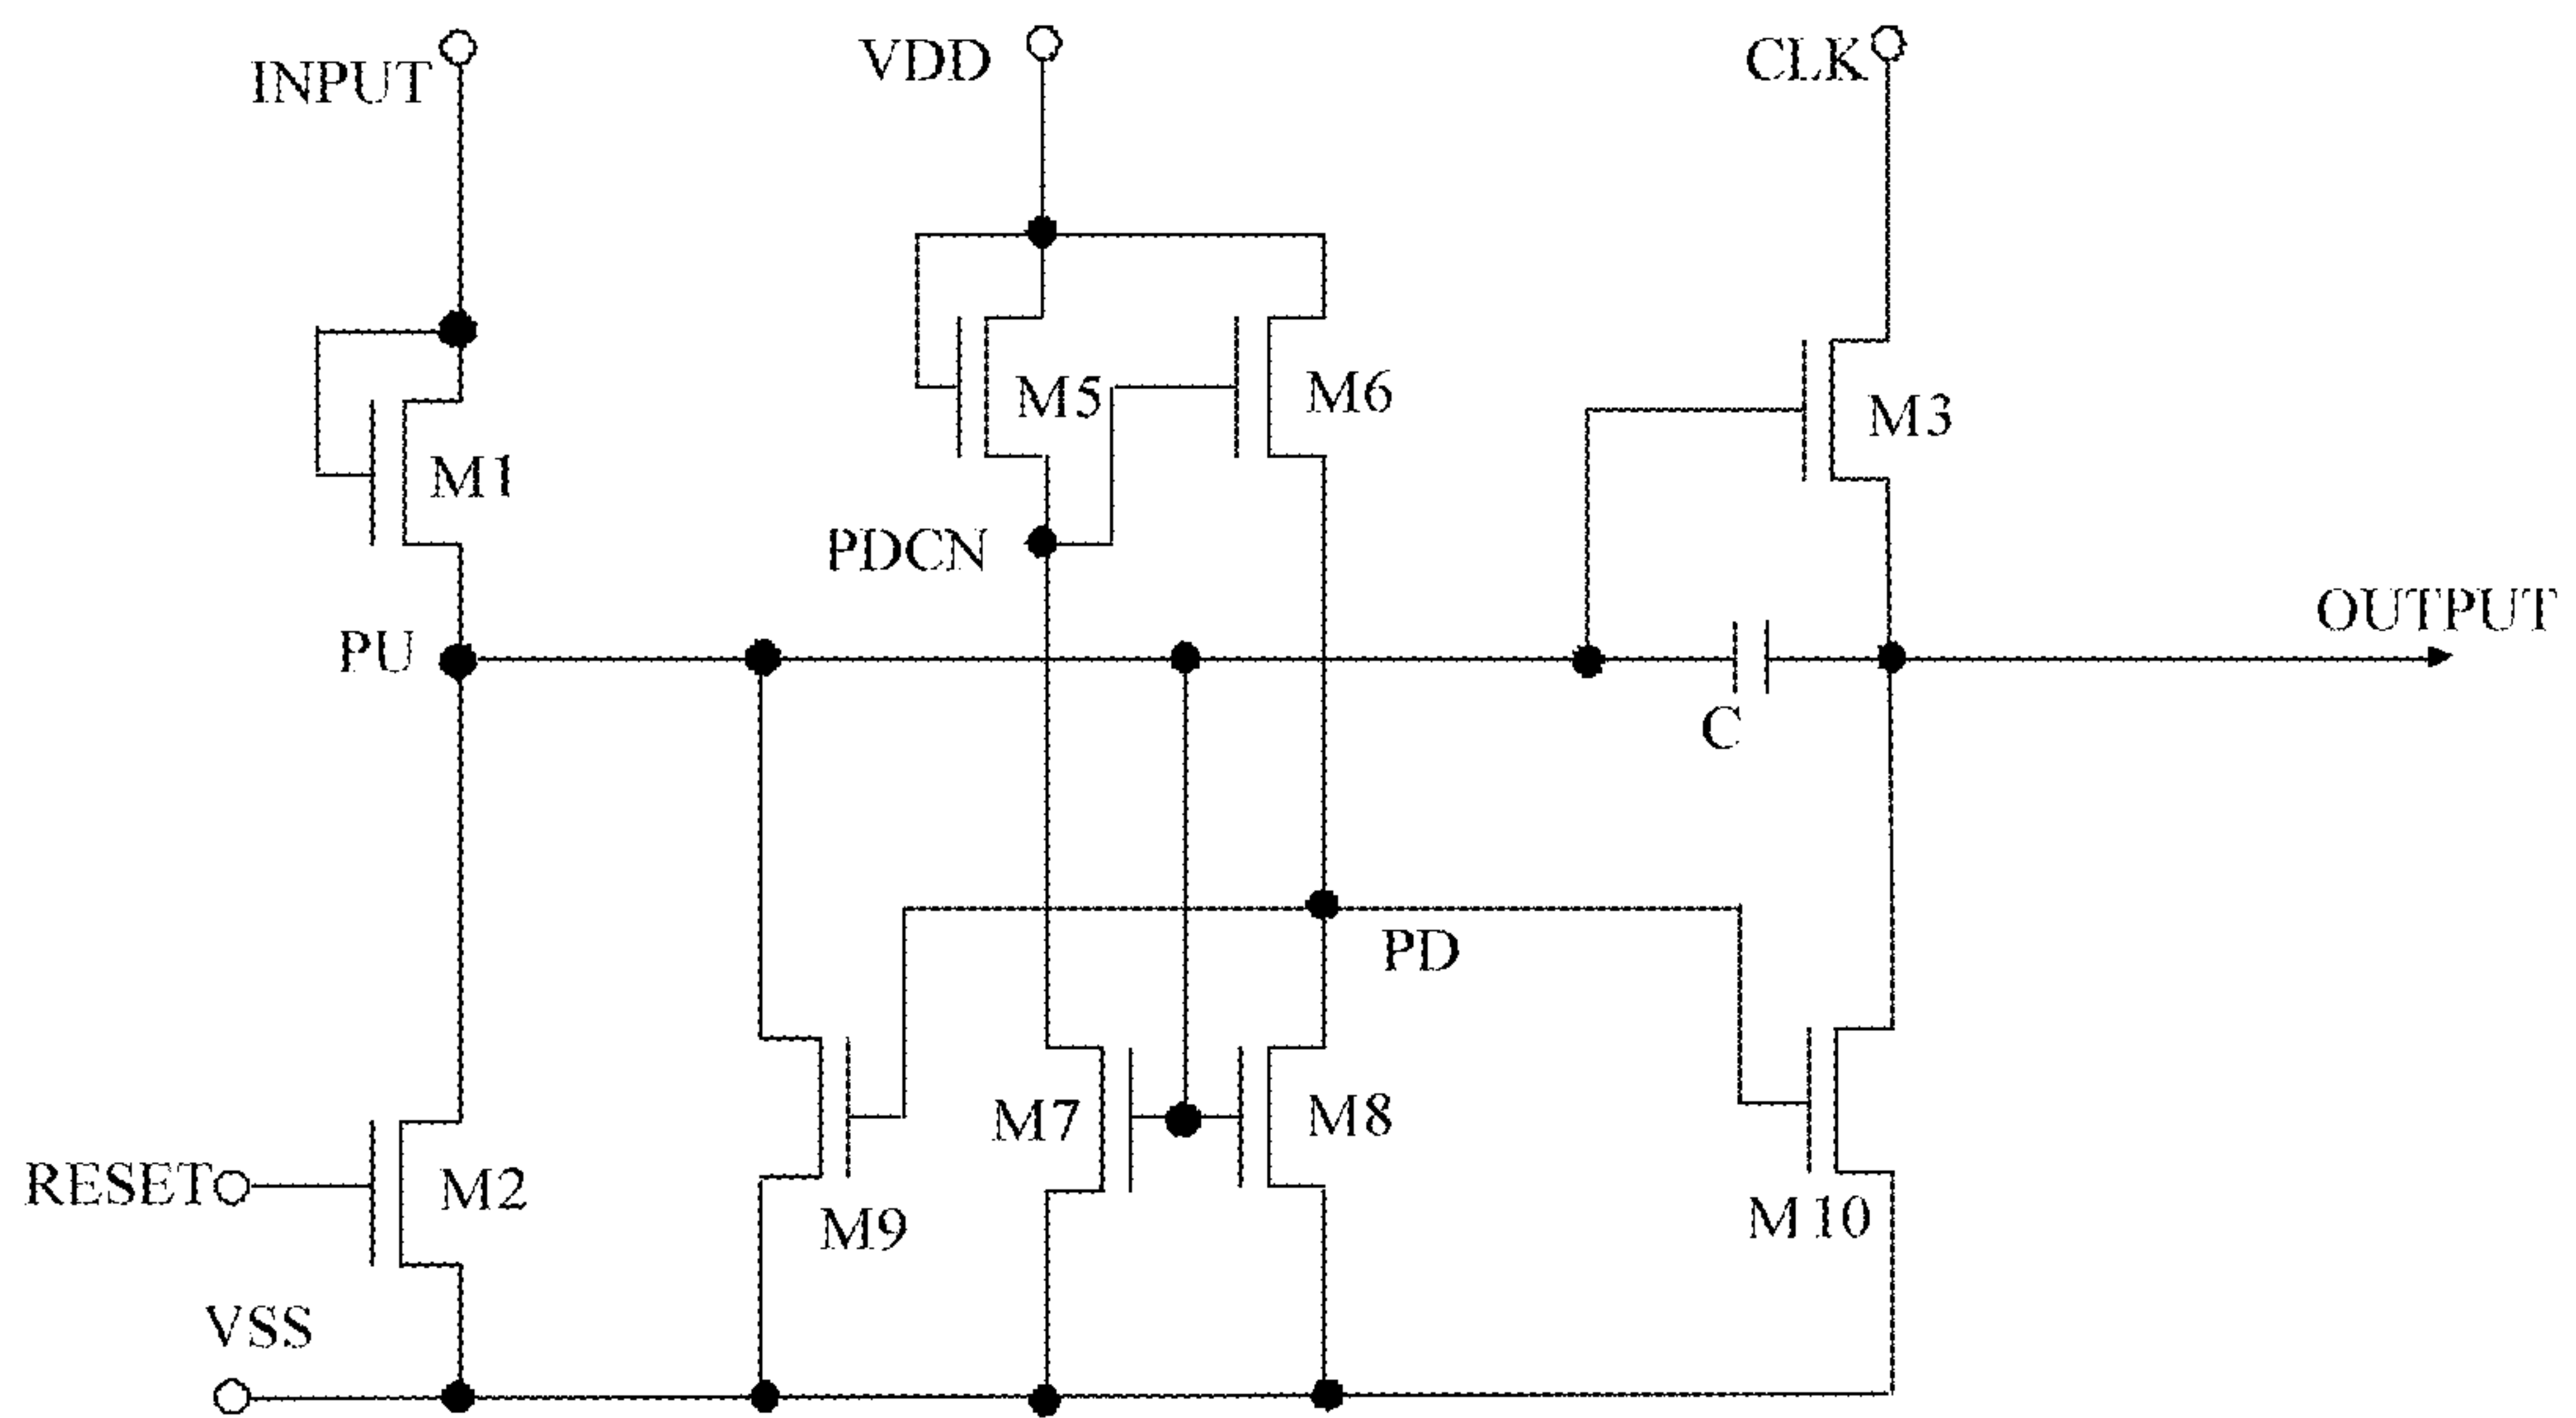 INPUT
VDD
CLK
M1
M5
M6
M3
PDCN
PU
OUTPUT
C
PD
RESET
M2
M9
M7
M8
M10
VSS